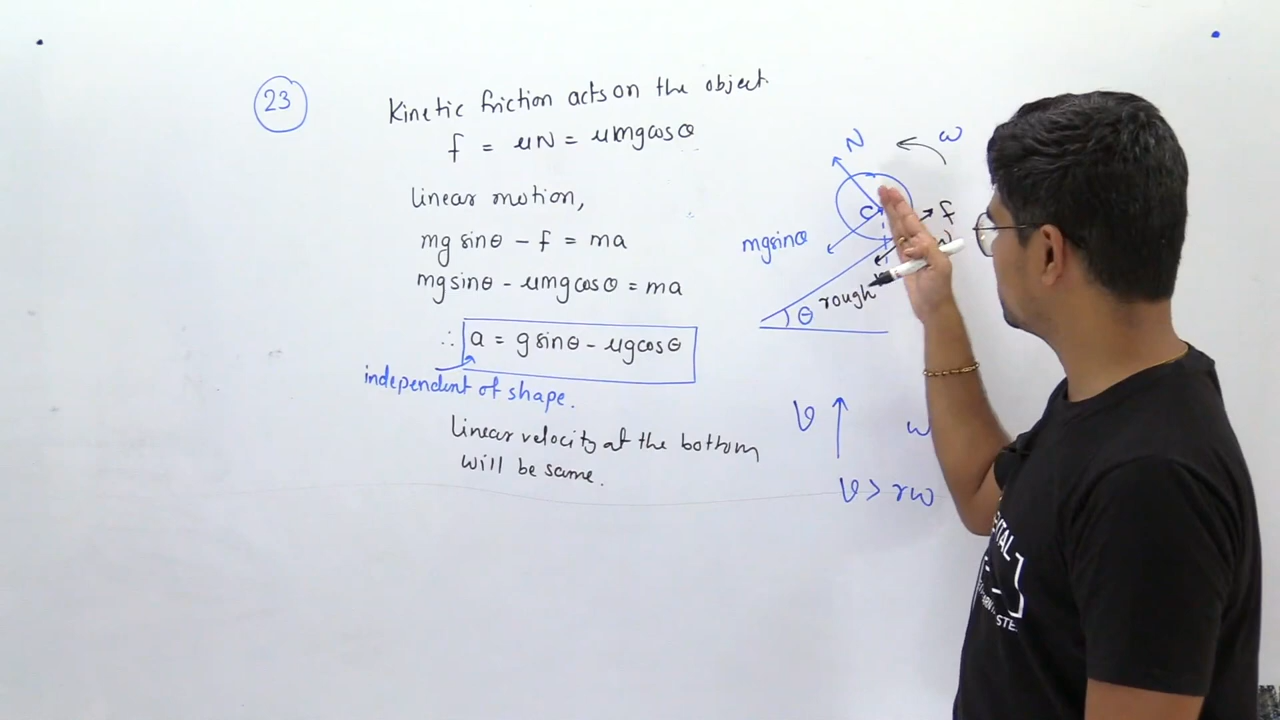 23
Kinetic friction acts on the object.
f = μN = μmgcosθ
linear motion,
mg sinθ - f = ma
mgsinθ - μmgcosθ = ma
∴ a = gsinθ - μgcosθ
independent of shape.
linear velocity at the bottom
will be same.
N
ω
C
f
mgsinθ
rough
θ
v
ω
v > rω